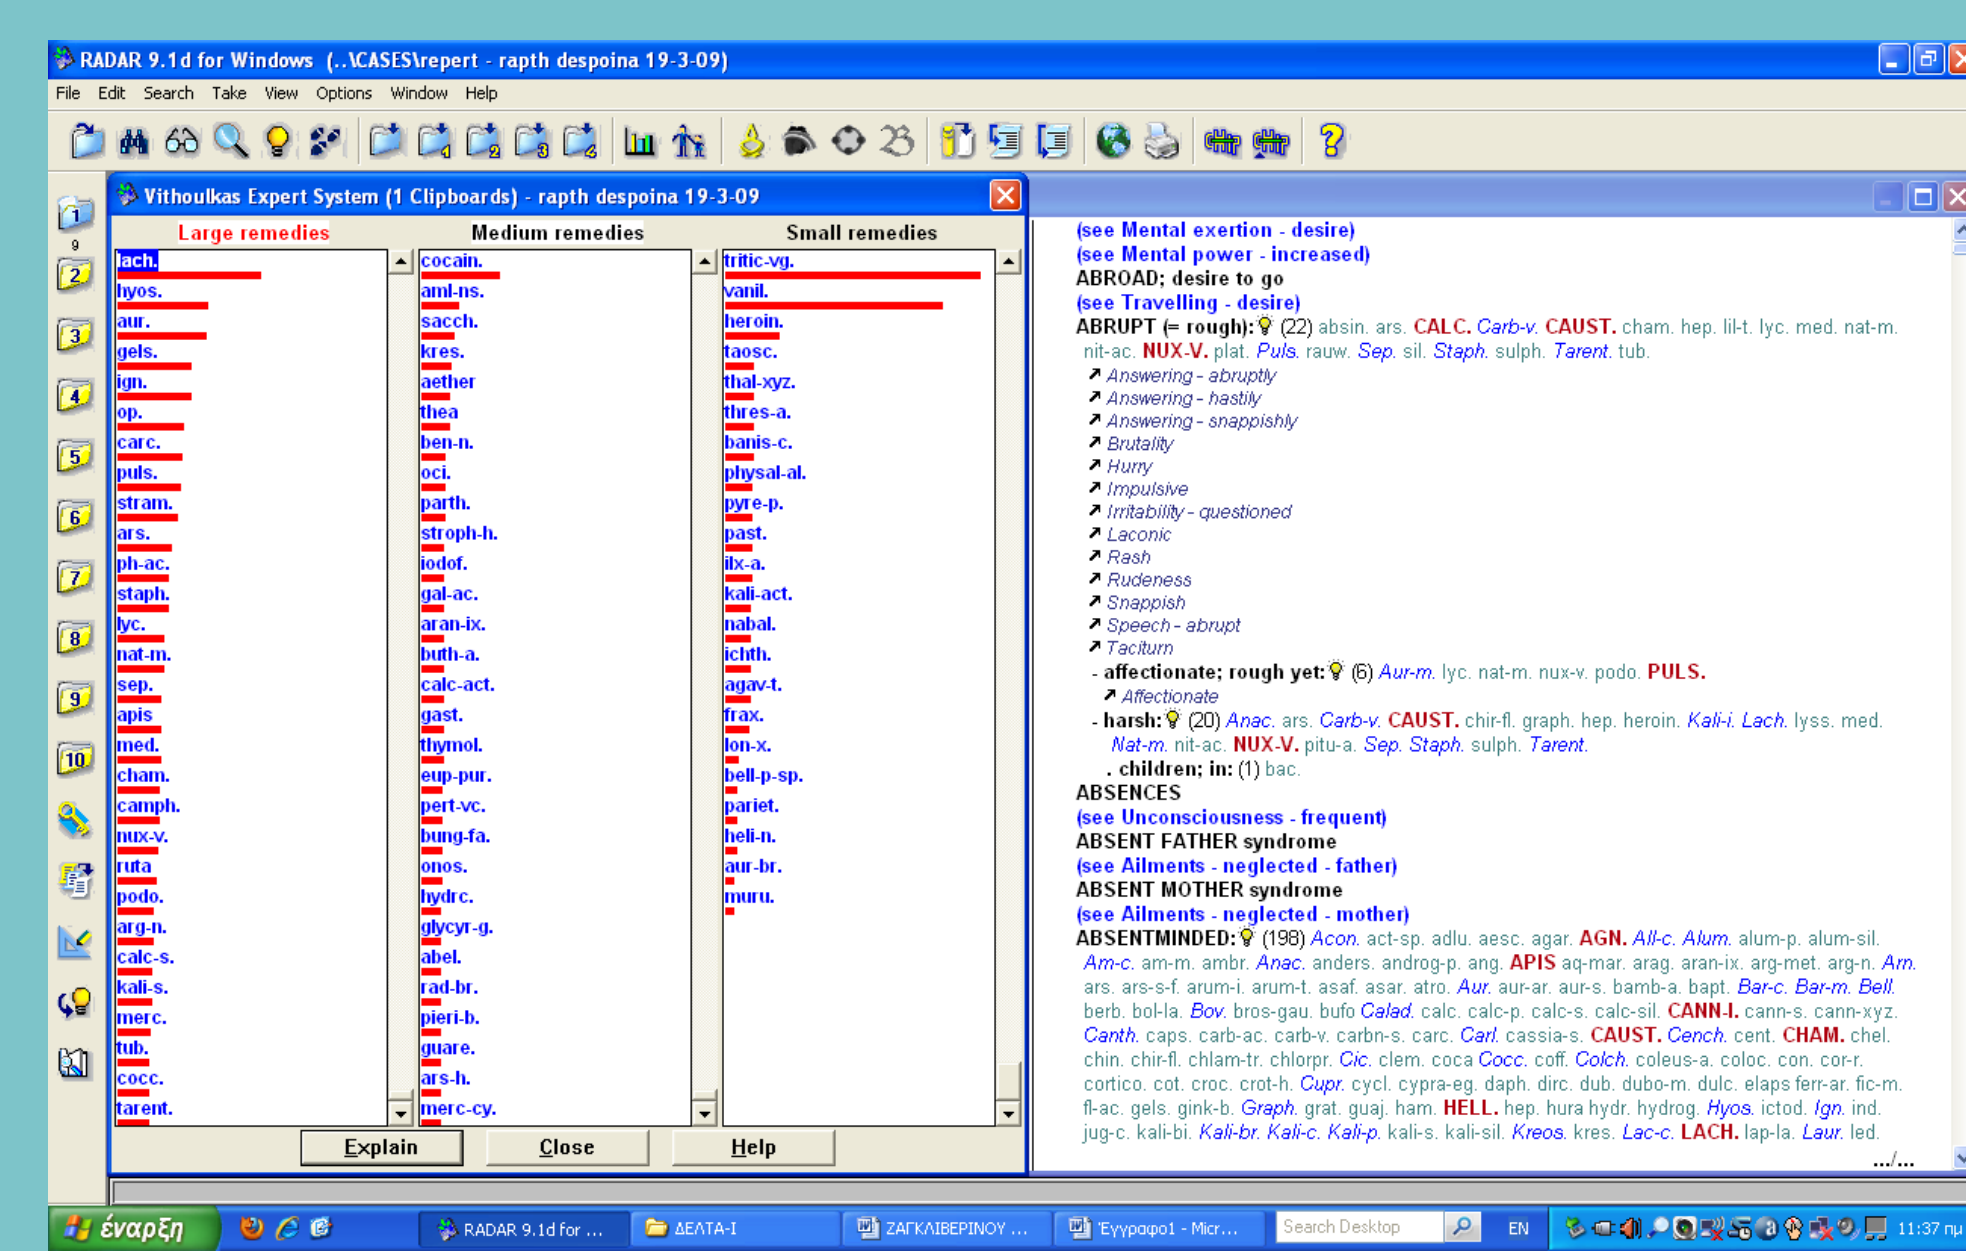 RADAR 9.1d for Windows (..\CASES\repert - rapth despoina 19-3-09)
File Edit Search Take View Options Window Help
Vithoulkas Expert System (1 Clipboards) - rapth despoina 19-3-09
Large remedies
lach.
hyos.
aur.
gels.
ign.
op.
carc.
puls.
stram.
ars.
ph-ac.
staph.
lyc.
nat-m.
sep.
apis
med.
cham.
camph.
nux-v.
ruta
podo.
arg-n.
calc-s.
kali-s.
merc.
tub.
cocc.
tarent.
Medium remedies
cocain.
aml-ns.
sacch.
kres.
aether
thea
ben-n.
oci.
parth.
stroph-h.
iodof.
gal-ac.
aran-ix.
buth-a.
calc-act.
gast.
thymol.
eup-pur.
pert-vc.
bung-fa.
onos.
hydrc.
glycyr-g.
abel.
rad-br.
pieri-b.
guare.
ars-h.
merc-cy.
Small remedies
tritic-vg.
vanil.
heroin.
taosc.
thal-xyz.
thres-a.
banis-c.
physal-al.
pyre-p.
past.
ilx-a.
kali-act.
nabal.
ichth.
agav-t.
frax.
lon-x.
bell-p-sp.
pariet.
heli-n.
aur-br.
muru.
Explain Close Help
1
9
2
3
4
5
6
7
8
9
10
(see Mental exertion - desire)
(see Mental power - increased)
ABROAD; desire to go
(see Travelling - desire)
ABRUPT (= rough): (22) absin. ars. CALC. Carb-v. CAUST. cham. hep. lil-t. lyc. med. nat-m.
nit-ac. NUX-V. plat. Puls. rauw. Sep. sil. Staph. sulph. Tarent. tub.
Answering - abruptly
Answering - hastily
Answering - snappishly
Brutality
Hurry
Impulsive
Irritability - questioned
Laconic
Rash
Rudeness
Snappish
Speech - abrupt
Taciturn
- affectionate; rough yet: (6) Aur-m. lyc. nat-m. nux-v. podo. PULS.
Affectionate
- harsh: (20) Anac. ars. Carb-v. CAUST. chir-fl. graph. hep. heroin. Kali-i. Lach. lyss. med.
Nat-m. nit-ac. NUX-V. pitu-a. Sep. Staph. sulph. Tarent.
. children; in: (1) bac.
ABSENCES
(see Unconsciousness - frequent)
ABSENT FATHER syndrome
(see Ailments - neglected - father)
ABSENT MOTHER syndrome
(see Ailments - neglected - mother)
ABSENTMINDED: (198) Acon. act-sp. adlu. aesc. agar. AGN. All-c. Alum. alum-p. alum-sil.
Am-c. am-m. ambr. Anac. anders. androg-p. ang. APIS aq-mar. arag. aran-ix. arg-met. arg-n. Arn.
ars. ars-s-f. arum-i. arum-t. asaf. asar. atro. Aur. aur-ar. aur-s. bamb-a. bapt. Bar-c. Bar-m. Bell.
berb. bol-la. Bov. bros-gau. bufo Calad. calc. calc-p. calc-s. calc-sil. CANN-I. cann-s. cann-xyz.
Canth. caps. carb-ac. carb-v. carbn-s. carc. Carl. cassia-s. CAUST. Cench. cent. CHAM. chel.
chin. chir-fl. chlam-tr. chlorpr. Cic. clem. coca Cocc. coff. Colch. coleus-a. coloc. con. cor-r.
cortico. cot. croc. crot-h. Cupr. cycl. cypra-eg. daph. dirc. dub. dubo-m. dulc. elaps ferr-ar. fic-m.
fl-ac. gels. gink-b. Graph. grat. guaj. ham. HELL. hep. hura hydr. hydrog. Hyos. ictod. Ign. ind.
jug-c. kali-bi. Kali-br. Kali-c. Kali-p. kali-s. kali-sil. Kreos. kres. Lac-c. LACH. lap-la. Laur. led.
.../...
έναρξη RADAR 9.1d for ... ΔΕΛΤΑ-Ι ΖΑΓΚΛΙΒΕΡΙΝΟΥ ... Έγγραφο1 - Micr... Search Desktop EN 11:37 πμ